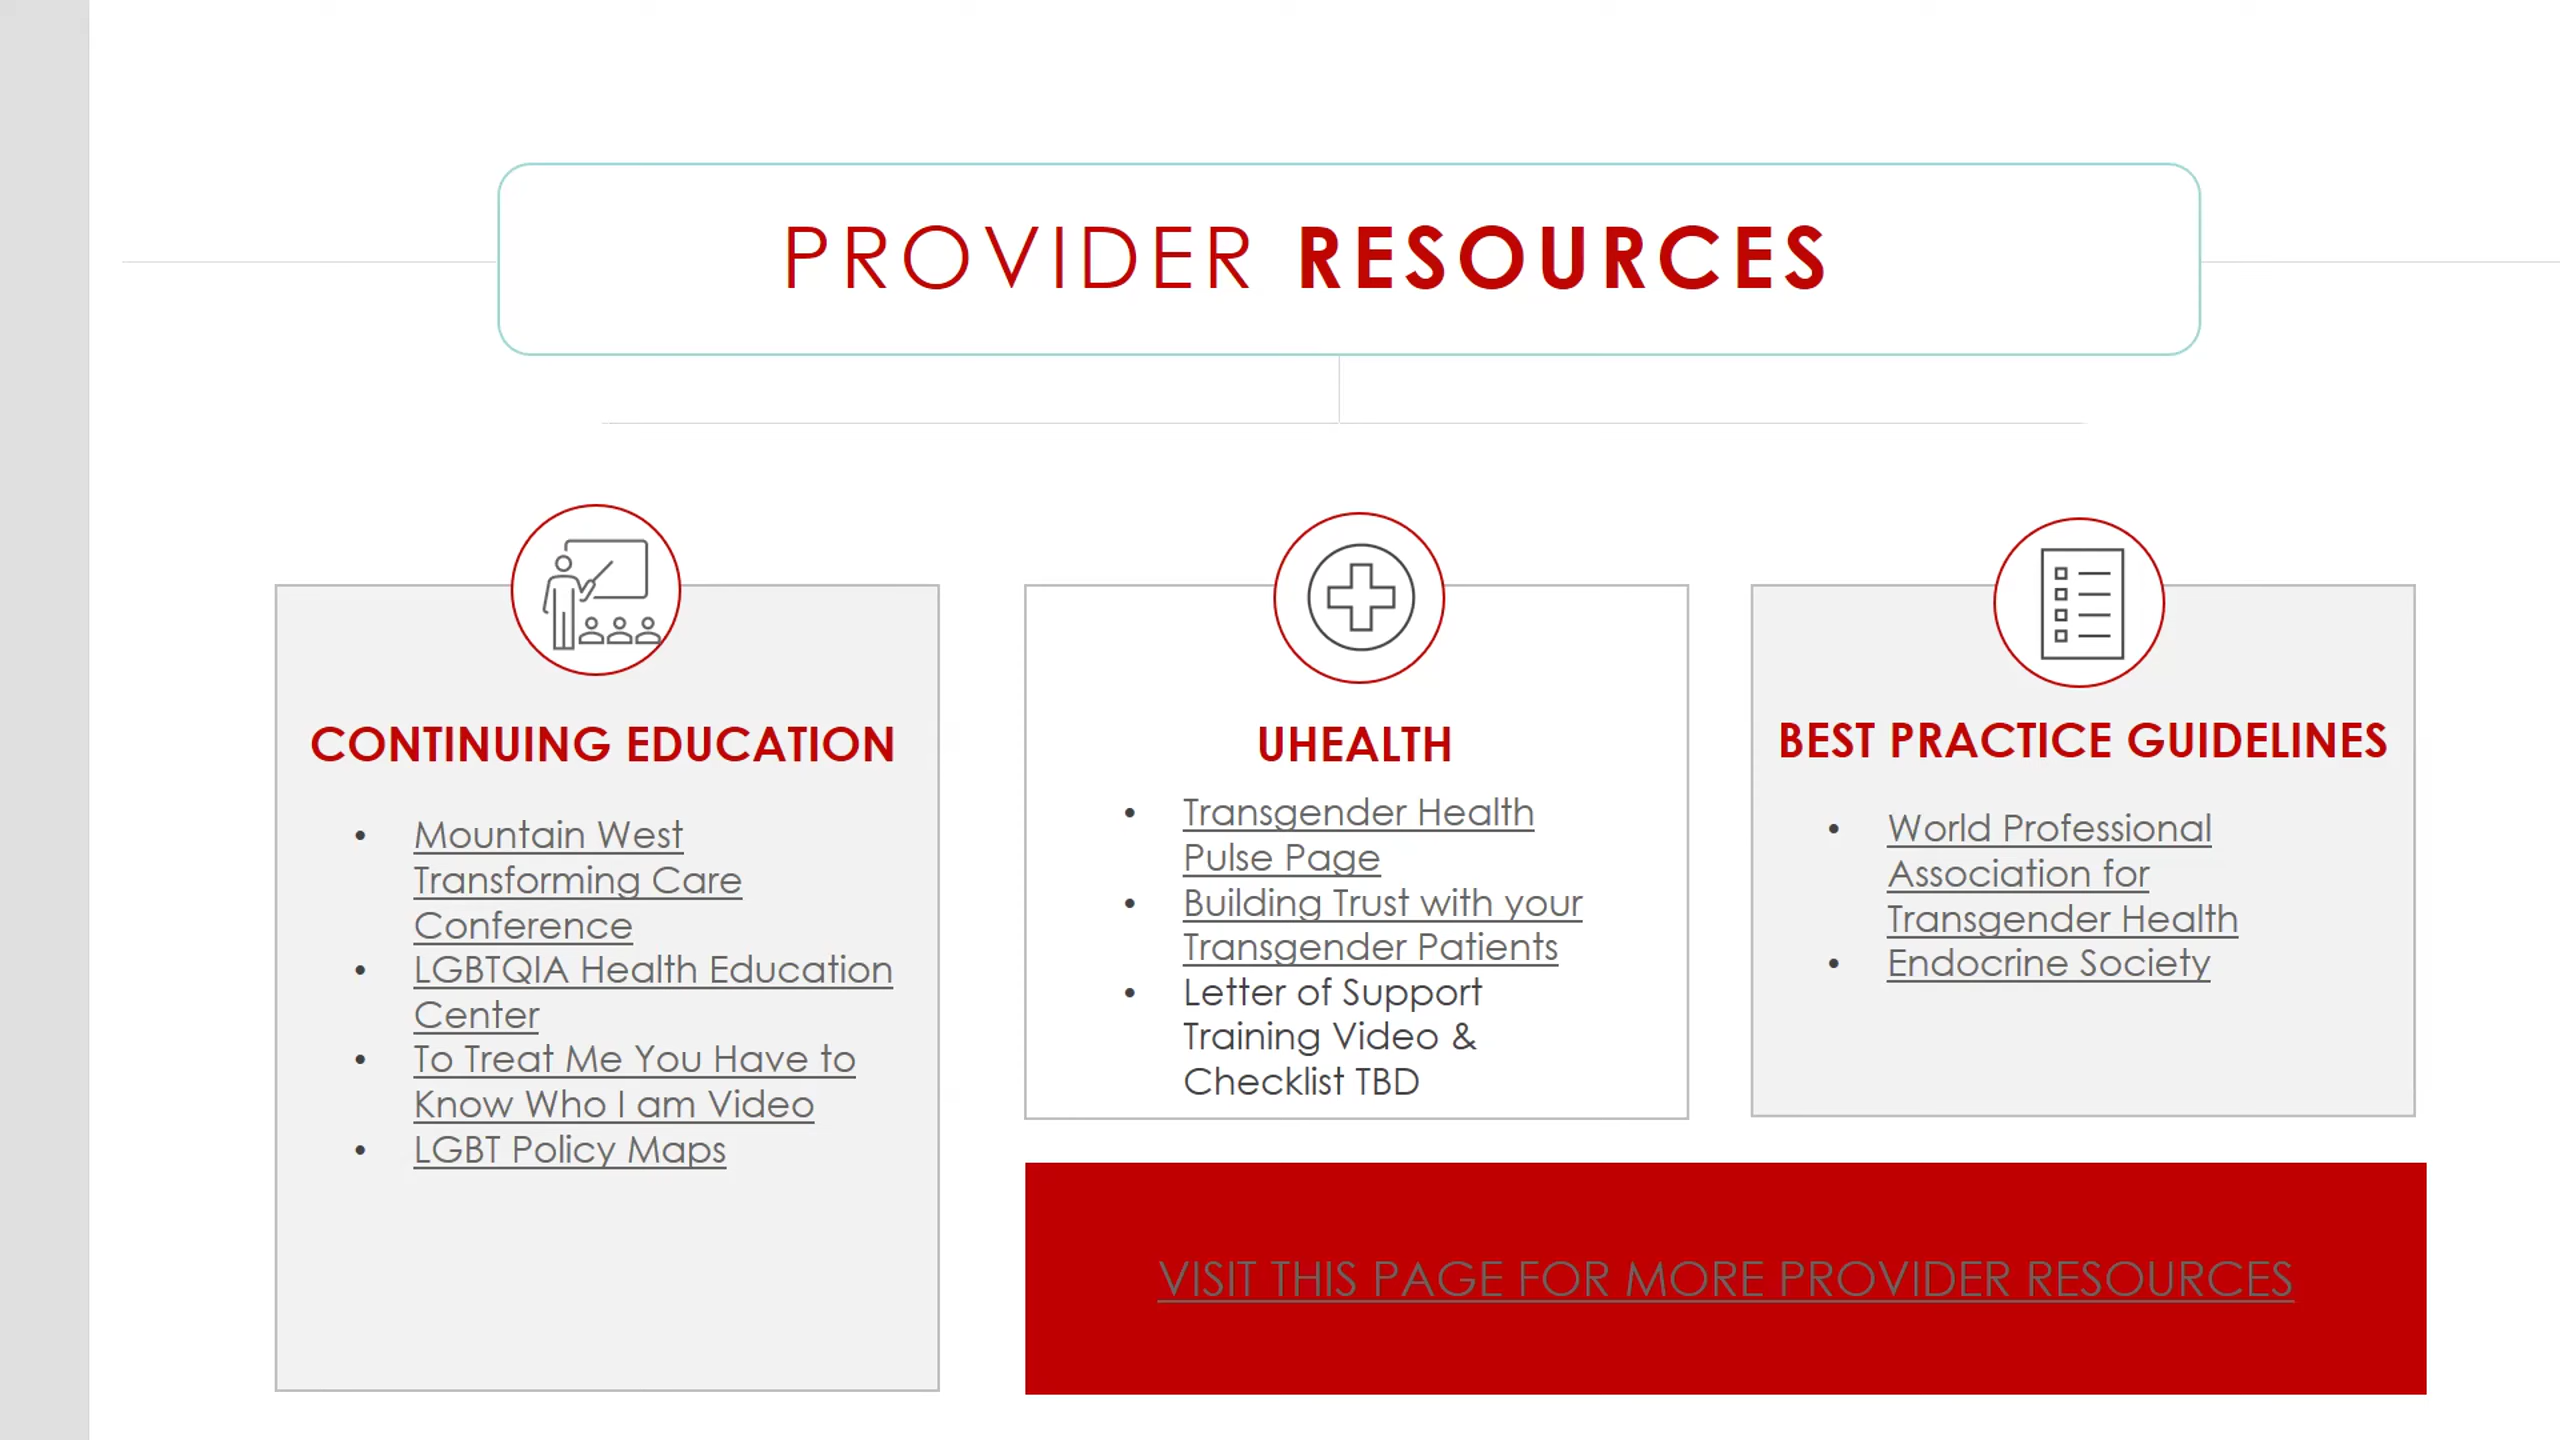 PROVIDER RESOURCES
CONTINUING EDUCATION
• Mountain West
Transforming Care
Conference
• LGBTQIA Health Education
Center
• To Treat Me You Have to
Know Who I am Video
• LGBT Policy Maps
UHEALTH
• Transgender Health
Pulse Page
• Building Trust with your
Transgender Patients
• Letter of Support
Training Video &
Checklist TBD
BEST PRACTICE GUIDELINES
• World Professional
Association for
Transgender Health
• Endocrine Society
VISIT THIS PAGE FOR MORE PROVIDER RESOURCES